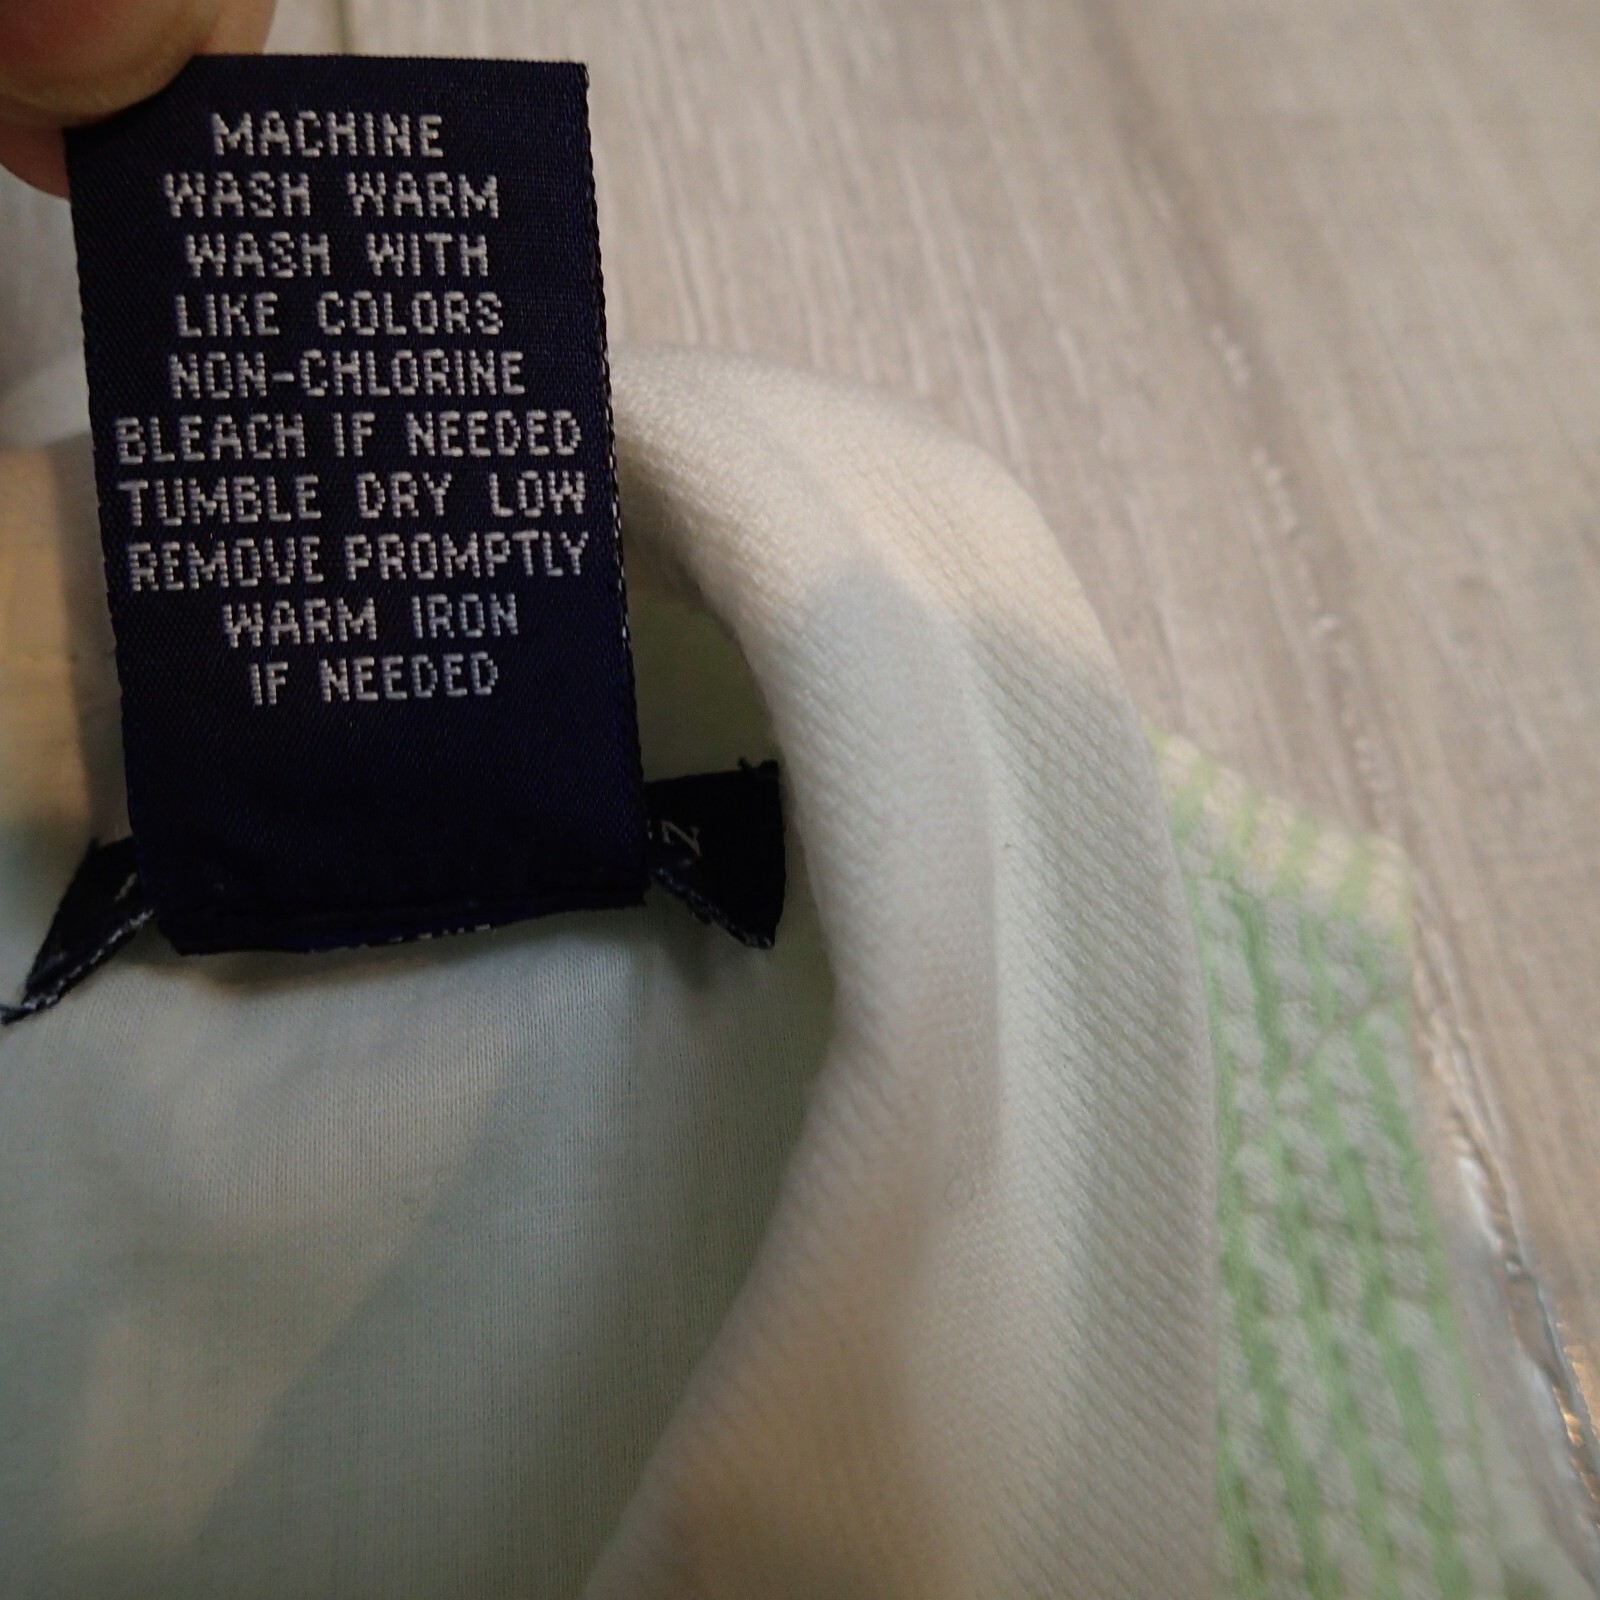 MACHINE
WASH WARM
WASH WITH
LIKE COLORS
NON-CHLORINE
BLEACH IF NEEDED
TUMBLE DRY LOW
REMOVE PROMPTLY
WARM IRON
IF NEEDED